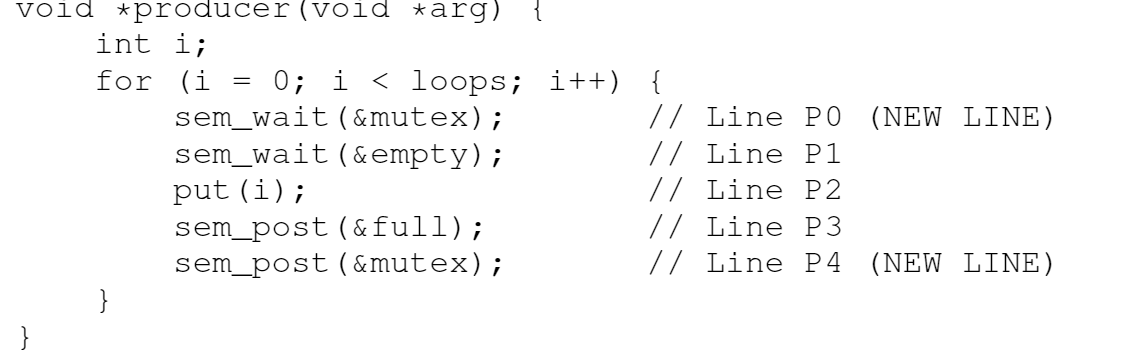 void *producer(void *arg) {
int i;
for (i = 0; i < loops; i++) {
sem_wait(&mutex); // Line P0 (NEW LINE)
sem_wait(&empty); // Line P1
put(i); // Line P2
sem_post(&full); // Line P3
sem_post(&mutex); // Line P4 (NEW LINE)
}
}